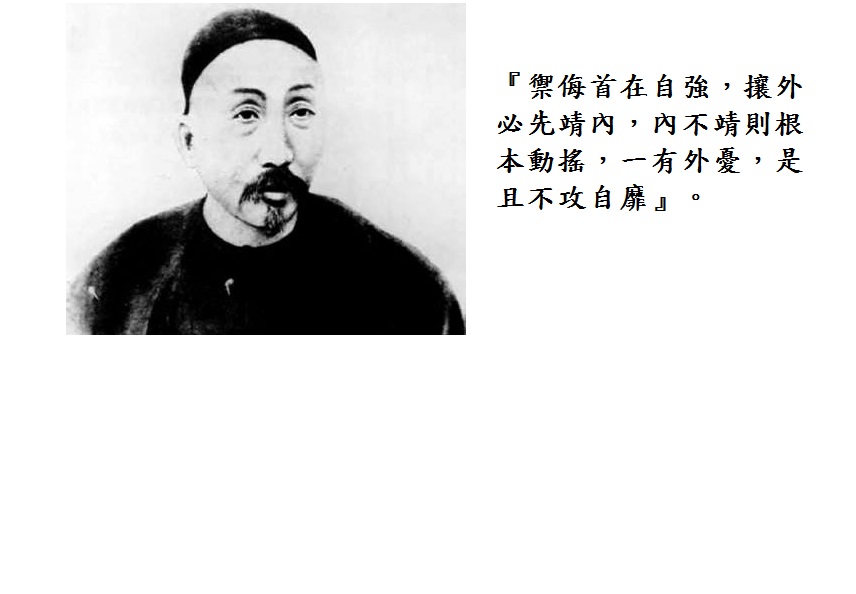 『禦侮首在自強，攘外
必先靖內，內不靖則根
本動搖，一有外憂，是
且不攻自靡』。